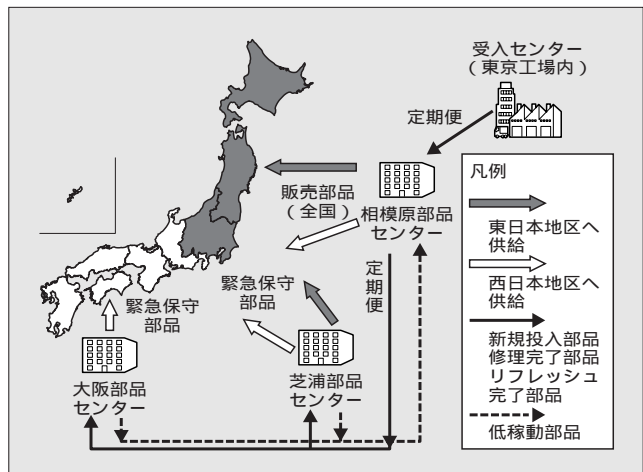 受入センター
（東京工場内）
定期便
販売部品
（全国）
相模原部品
センター
定期便
緊急保守
部品
緊急保守
部品
大阪部品
センター
芝浦部品
センター
凡例
東日本地区へ
供給
西日本地区へ
供給
新規投入部品
修理完了部品
リフレッシュ
完了部品
低稼動部品